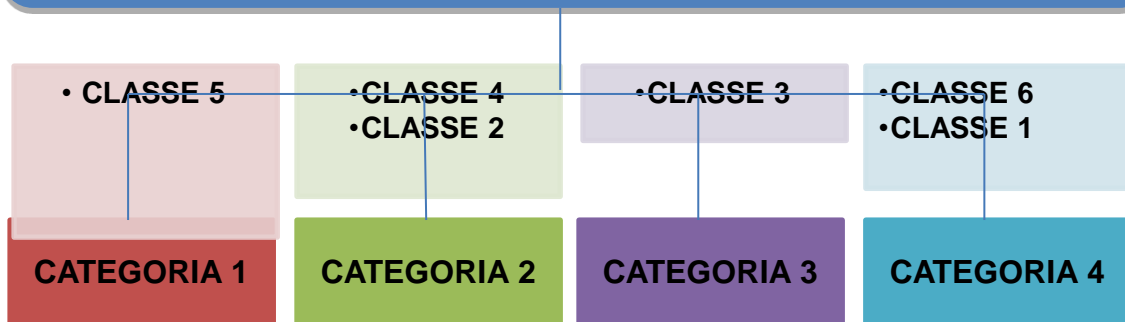 • CLASSE 5
•CLASSE 4
•CLASSE 2
•CLASSE 3
•CLASSE 6
•CLASSE 1
CATEGORIA 1
CATEGORIA 2
CATEGORIA 3
CATEGORIA 4